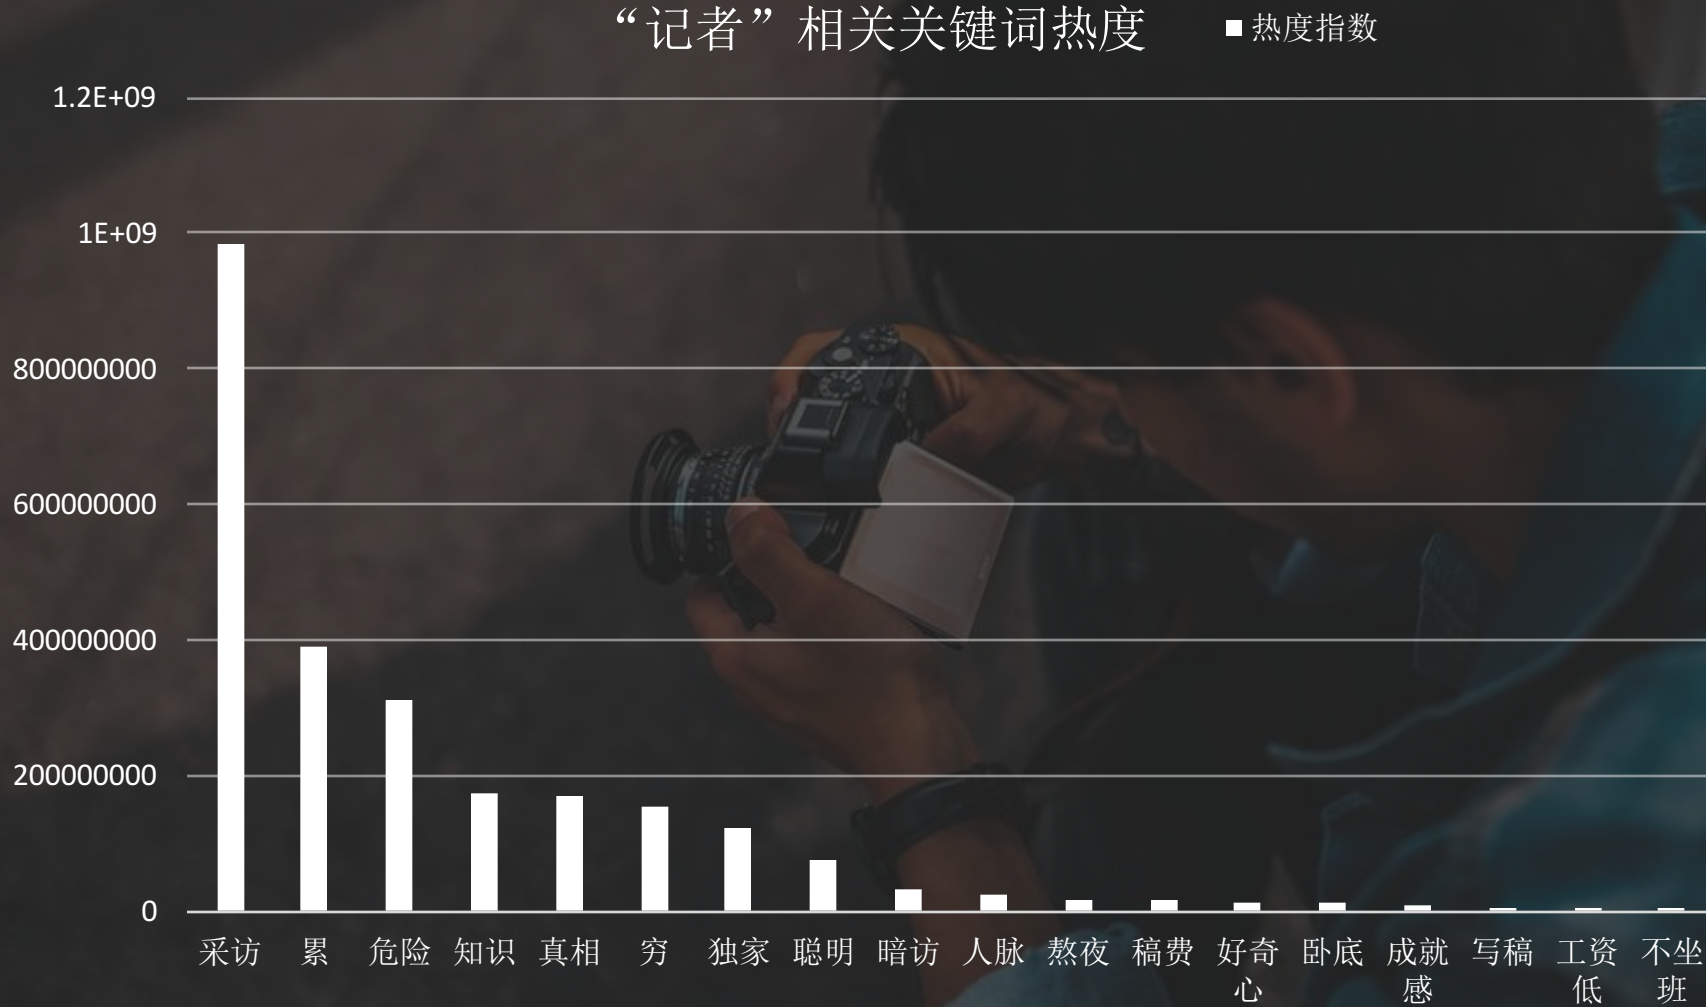 “记者”相关关键词热度
热度指数
1.2E+09
1E+09
800000000
600000000
400000000
200000000
0
采访
累
危险
知识
真相
穷
独家
聪明
暗访
人脉
熬夜
稿费
好奇
心
卧底
成就
感
写稿
工资
低
不坐
班